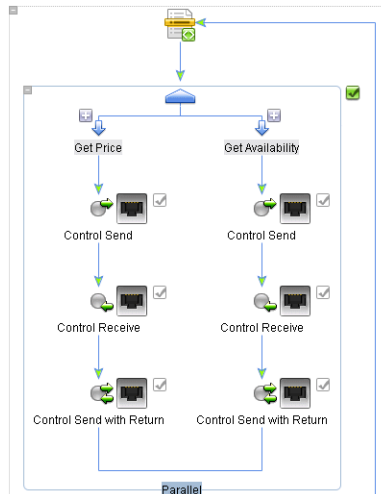 Get Price
Get Availability
Control Send
Control Send
Control Receive
Control Receive
Control Send with Return
Control Send with Return
Parallel